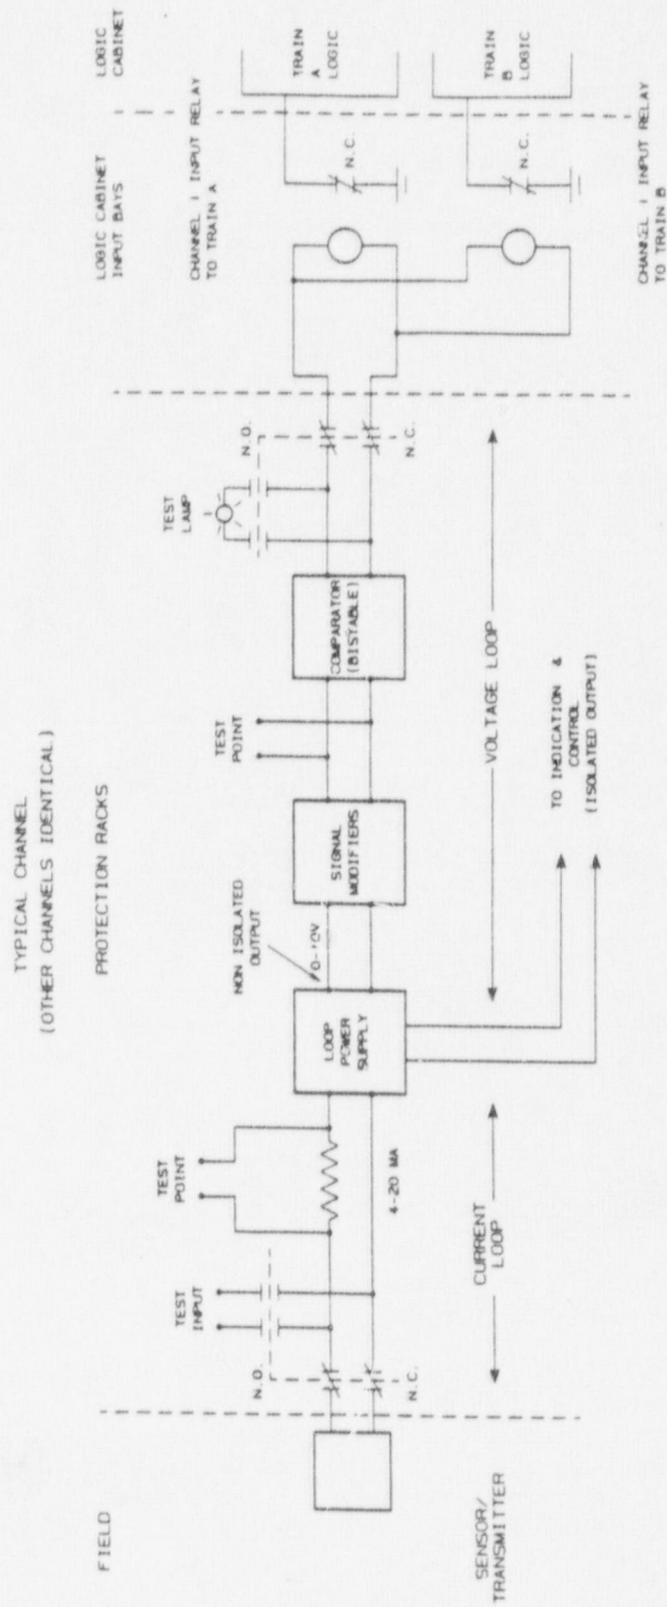 TYPICAL CHANNEL
(OTHER CHANNELS IDENTICAL)
FIELD
PROTECTION RACKS
LOGIC CABINET
INPUT BAYS
LOGIC
CABINET
TEST
INPUT
TEST
POINT
NON ISOLATED
OUTPUT
TEST
POINT
TEST
LAMP
CHANNEL 1 INPUT RELAY
TO TRAIN A
N.O.
N.C.
4-20 MA
LOOP
POWER
SUPPLY
0-10V
SIGNAL
MODIFIERS
COMPARATOR
(BISTABLE)
N.O.
N.C.
N.C.
TRAIN
A
LOGIC
N.C.
TRAIN
B
LOGIC
SENSOR/
TRANSMITTER
CURRENT
LOOP
VOLTAGE LOOP
TO INDICATION &
CONTROL
(ISOLATED OUTPUT)
CHANNEL 1 INPUT RELAY
TO TRAIN B